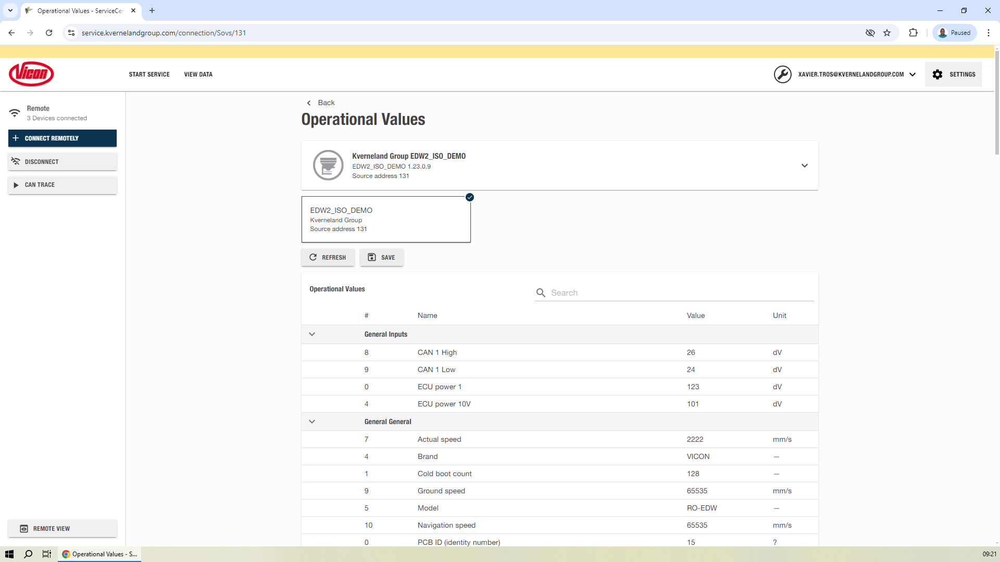 Operational Values - ServiceCer
service.kvernelandgroup.com/connection/Sovs/131
Paused
Vicon
START SERVICE
VIEW DATA
XAVIER.TROS@KVERNELANDGROUP.COM
SETTINGS
Remote
3 Devices connected
CONNECT REMOTELY
DISCONNECT
CAN TRACE
REMOTE VIEW
Back
Operational Values
Kverneland Group EDW2_ISO_DEMO
EDW2_ISO_DEMO 1.23.0.9
Source address 131
EDW2_ISO_DEMO
Kverneland Group
Source address 131
REFRESH
SAVE
Operational Values
Search
# Name Value Unit
General Inputs
8 CAN 1 High 26 dV
9 CAN 1 Low 24 dV
0 ECU power 1 123 dV
4 ECU power 10V 101 dV
General General
7 Actual speed 2222 mm/s
4 Brand VICON —
1 Cold boot count 128 —
9 Ground speed 65535 mm/s
5 Model RO-EDW —
10 Navigation speed 65535 mm/s
0 PCB ID (identity number) 15 ?
Operational Values - S...
09:21